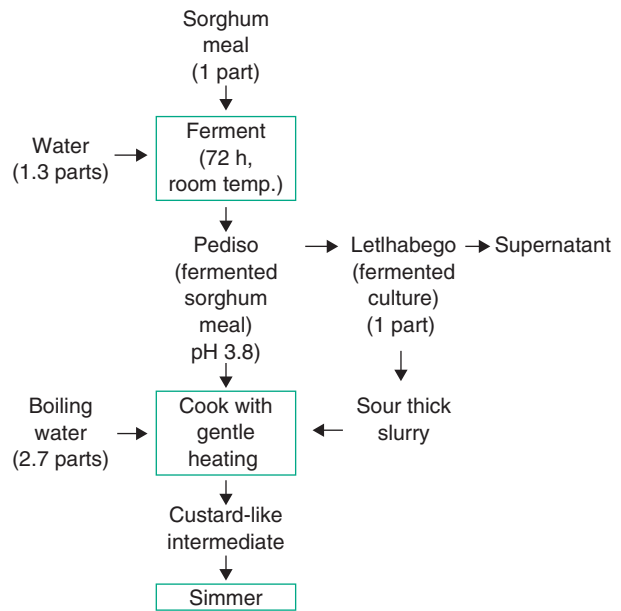 Sorghum
meal
(1 part)
Water
(1.3 parts)
Ferment
(72 h,
room temp.)
Pediso
(fermented
sorghum
meal)
pH 3.8)
Letlhabego
(fermented
culture)
(1 part)
Supernatant
Boiling
water
(2.7 parts)
Cook with
gentle
heating
Sour thick
slurry
Custard-like
intermediate
Simmer